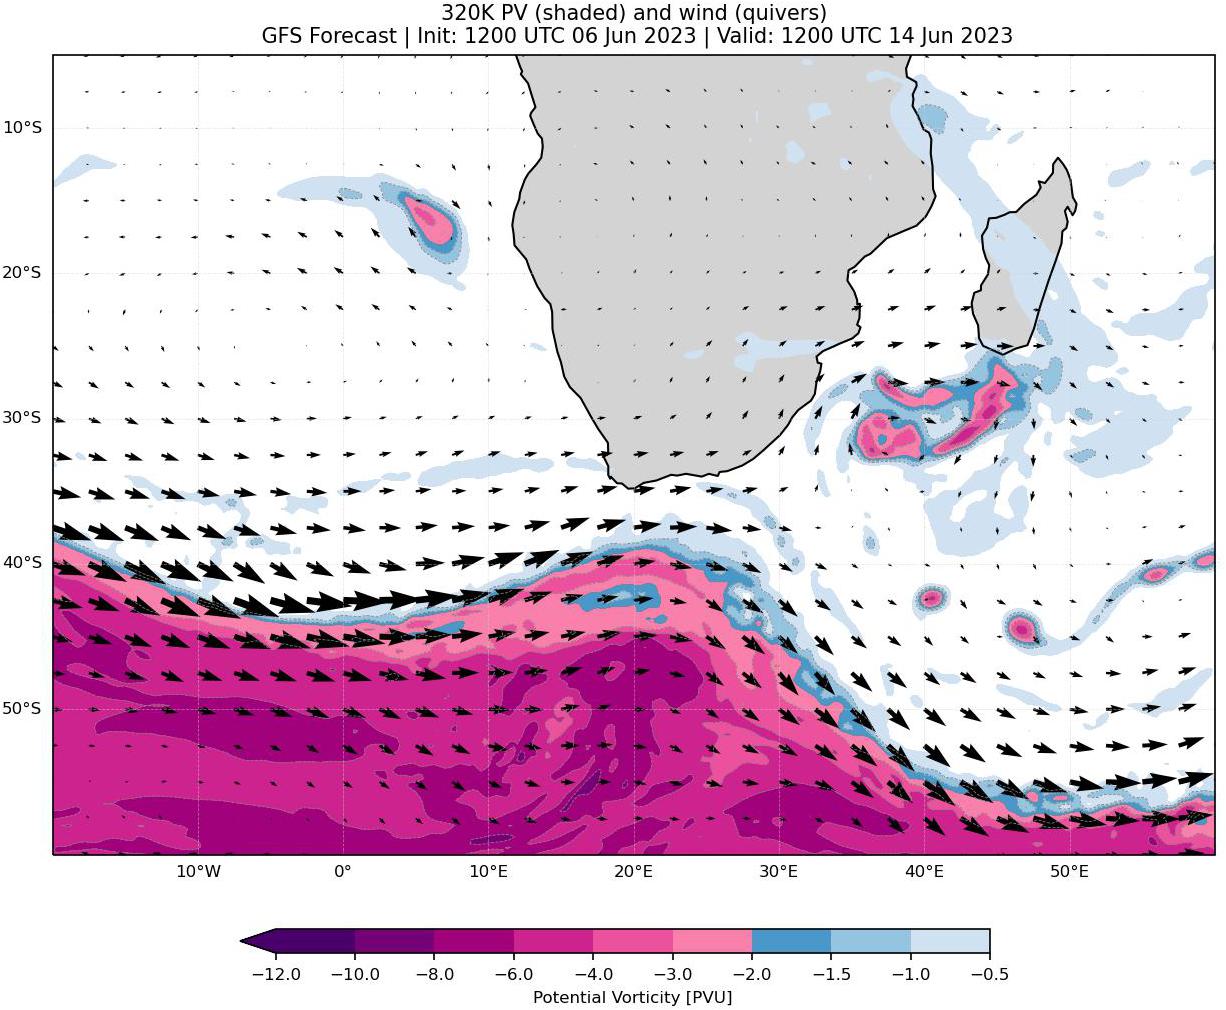 320K PV (shaded) and wind (quivers)
GFS Forecast | Init: 1200 UTC 06 Jun 2023 | Valid: 1200 UTC 14 Jun 2023
10°S
20°S
30°S
40°S
50°S
10°W 0° 10°E 20°E 30°E 40°E 50°E
−12.0 −10.0 −8.0 −6.0 −4.0 −3.0 −2.0 −1.5 −1.0 −0.5
Potential Vorticity [PVU]